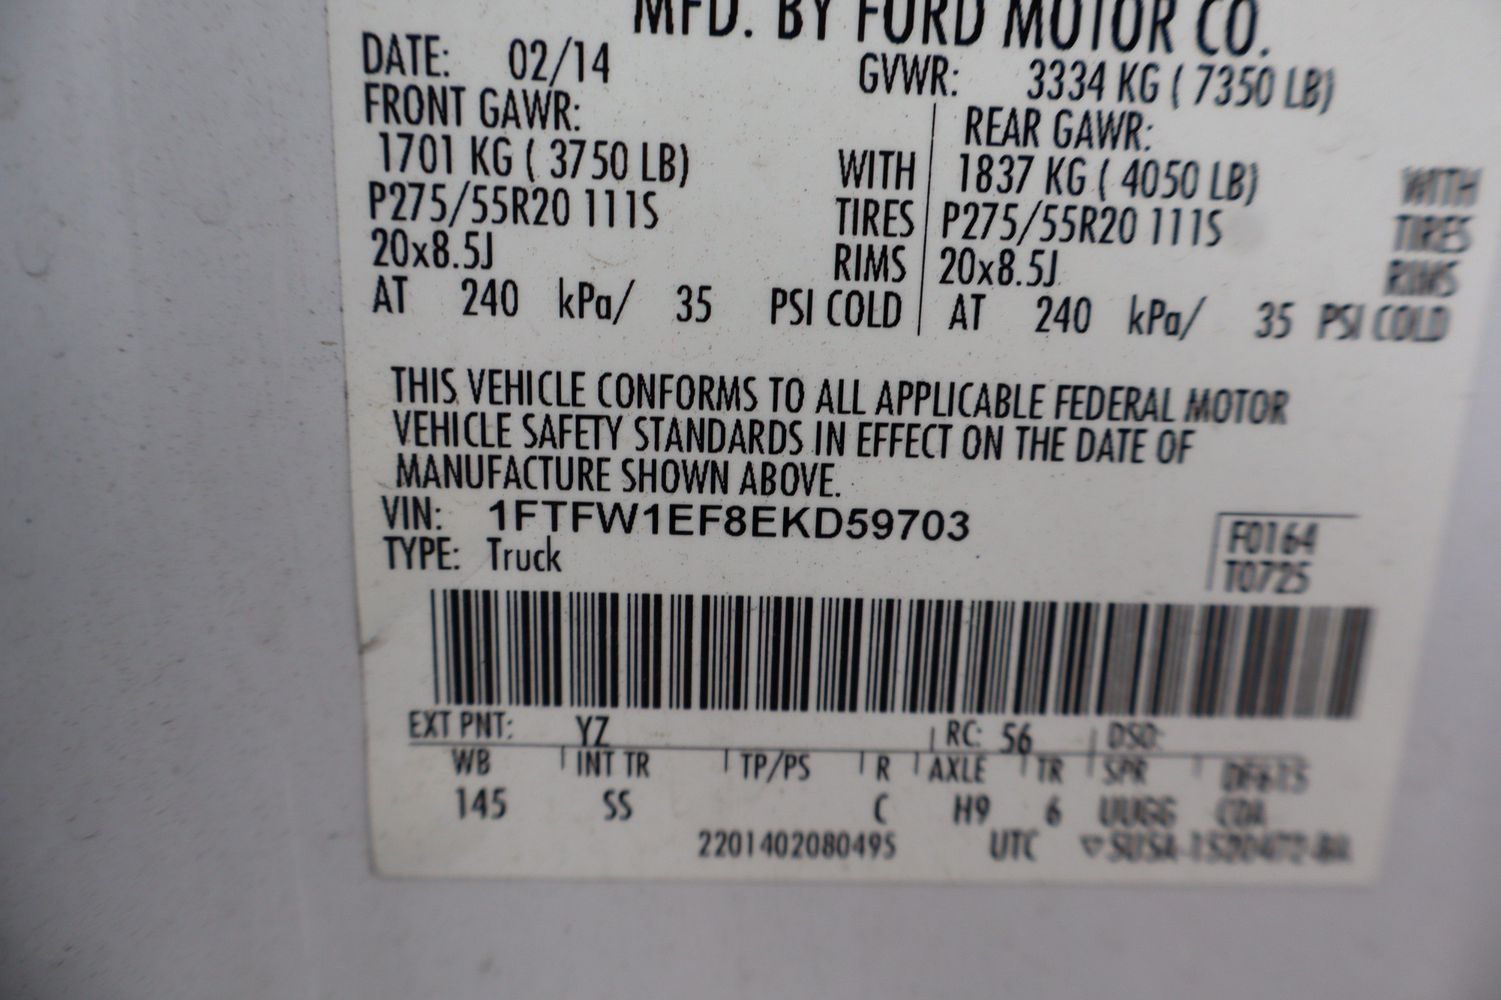 MFD. BY FORD MOTOR CO.
DATE: 02/14 GVWR: 3334 KG ( 7350 LB)
FRONT GAWR: REAR GAWR:
1701 KG ( 3750 LB) WITH 1837 KG ( 4050 LB) WITH
P275/55R20 111S TIRES P275/55R20 111S TIRES
20x8.5J RIMS 20x8.5J RIMS
AT 240 kPa/ 35 PSI COLD AT 240 kPa/ 35 PSI COLD
THIS VEHICLE CONFORMS TO ALL APPLICABLE FEDERAL MOTOR
VEHICLE SAFETY STANDARDS IN EFFECT ON THE DATE OF
MANUFACTURE SHOWN ABOVE.
VIN: 1FTFW1EF8EKD59703
TYPE: Truck
F0164
T0725
EXT PNT: YZ RC: 56 DSO:
WB INT TR TP/PS R AXLE TR SPR
145 SS C H9 6 UUGG
2201402080495 UTC